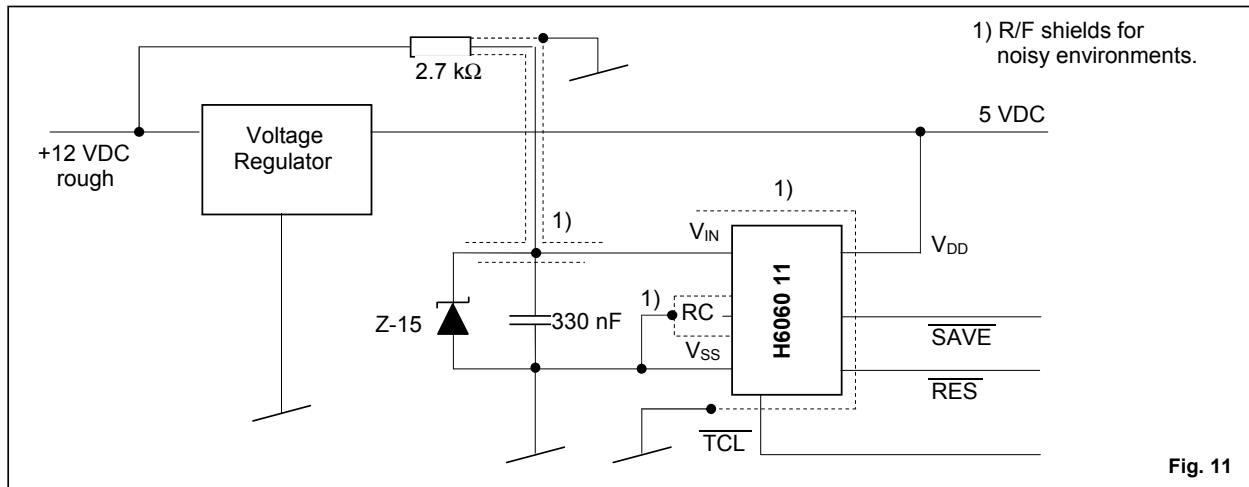 1) R/F shields for
noisy environments.
2.7 kΩ
+12 VDC
rough
Voltage
Regulator
5 VDC
1)
1)
VIN
VDD
H6060 11
1)
RC
Z-15
330 nF
VSS
SAVE
RES
TCL
Fig. 11